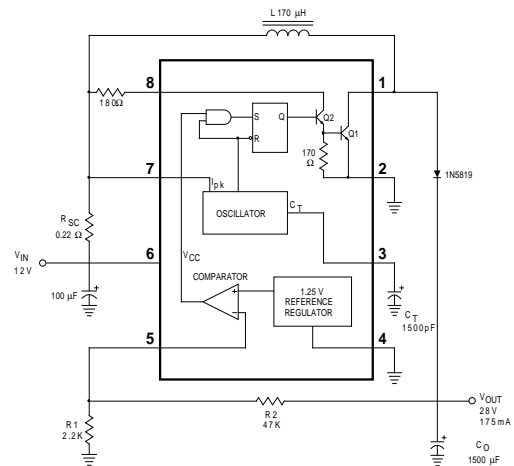 L 170 μH
8
1
180Ω
S
Q
Q2
Q1
R
170
Ω
7
2
Ipk
1N5819
OSCILLATOR
CT
RSC
0.22 Ω
VIN
12V
6
3
VCC
COMPARATOR
100 μF
+
1.25 V
REFERENCE
REGULATOR
+
–
+
CT
1500pF
5
4
R2
47K
VOUT
28V
175mA
R1
2.2K
+
CO
1500 μF